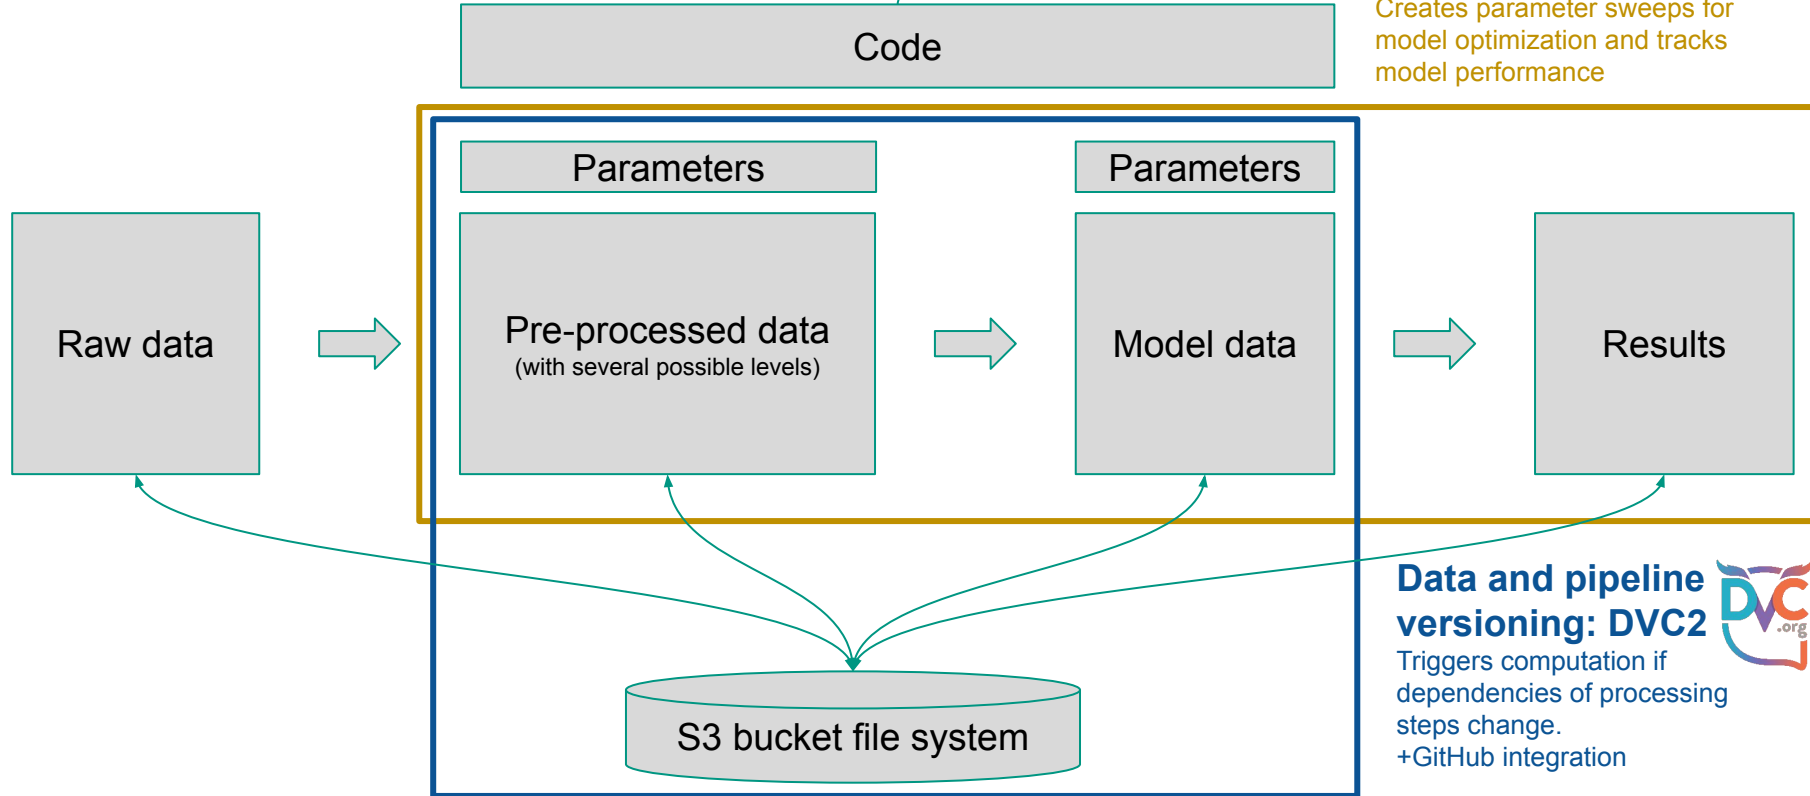 Creates parameter sweeps for
model optimization and tracks
model performance
Code
Parameters
Parameters
Raw data
Pre-processed data
(with several possible levels)
Model data
Results
Data and pipeline
versioning: DVC2
DVC
.org
Triggers computation if
dependencies of processing
steps change.
+GitHub integration
S3 bucket file system